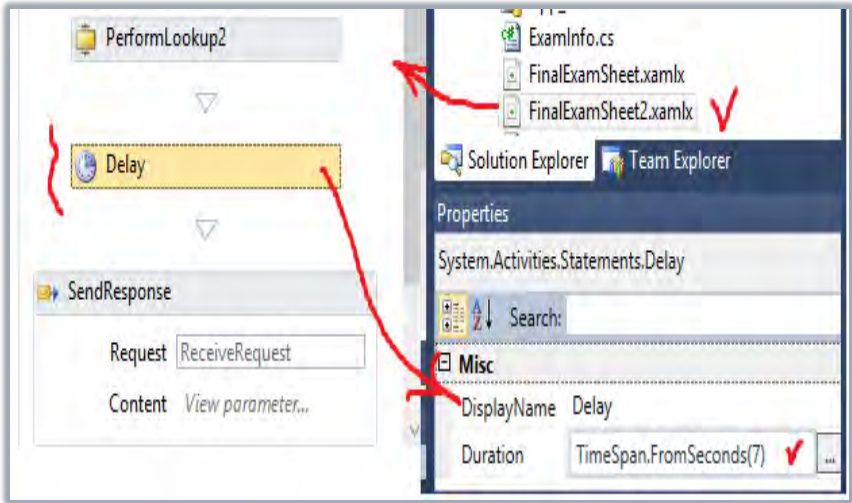 PerformLookup2
Delay
SendResponse
Request ReceiveRequest
Content View parameter...
ExamInfo.cs
FinalExamSheet.xamlx
FinalExamSheet2.xamlx
Solution Explorer Team Explorer
Properties
System.Activities.Statements.Delay
Search:
Misc
DisplayName Delay
Duration TimeSpan.FromSeconds(7) ...